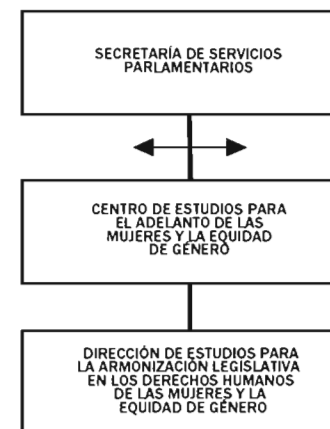 SECRETARÍA DE SERVICIOS
PARLAMENTARIOS
CENTRO DE ESTUDIOS PARA
EL ADELANTO DE LAS
MUJERES Y LA EQUIDAD
DE GÉNERO
DIRECCIÓN DE ESTUDIOS PARA
LA ARMONIZACIÓN LEGISLATIVA
EN LOS DERECHOS HUMANOS
DE LAS MUJERES Y LA
EQUIDAD DE GÉNERO